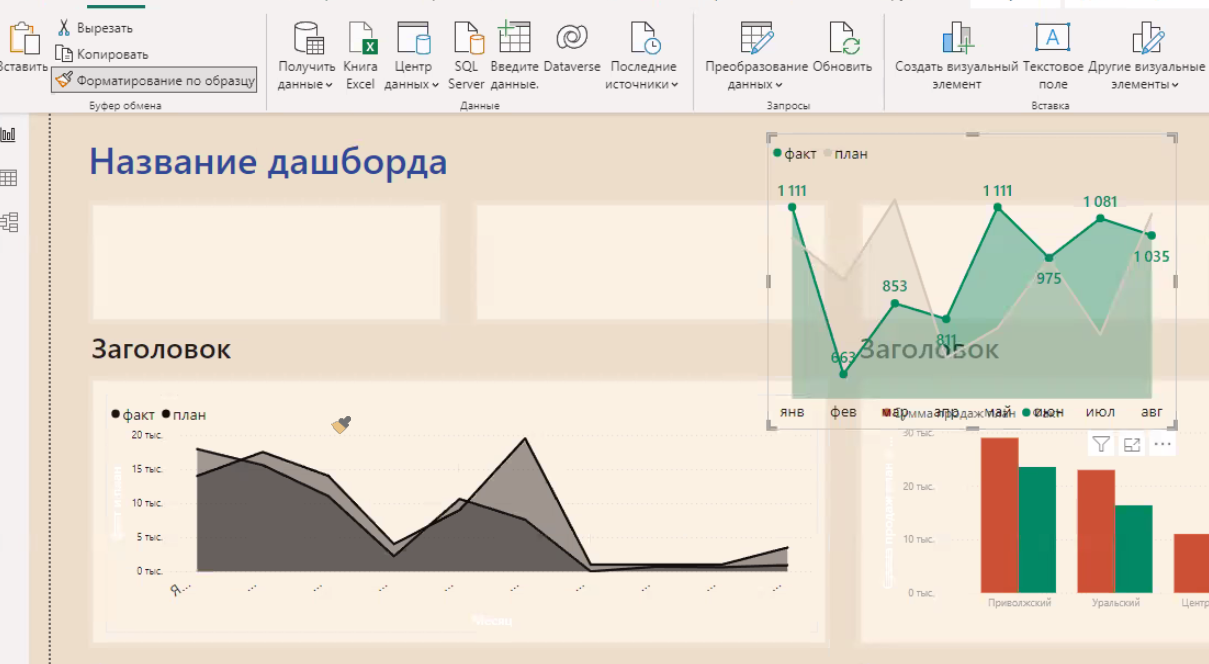 Вставить
Вырезать
Копировать
Форматирование по образцу
Буфер обмена
Получить данные
Книга Excel
Центр данных
SQL Server
Введите данные.
Dataverse
Последние источники
Данные
Преобразование данных
Обновить
Запросы
Создать визуальный элемент
Текстовое поле
Другие визуальные элементы
Вставка
Название дашборда
факт план
1 111
663
853
811
1 111
975
1 081
1 035
янв фев мар апр май июн июл авг
Заголовок
Заголовок
факт план
20 тыс.
15 тыс.
10 тыс.
5 тыс.
0 тыс.
Я...
Месяц
Сумма продаж план Факт
30 тыс.
20 тыс.
10 тыс.
0 тыс.
Приволжский
Уральский
Центр